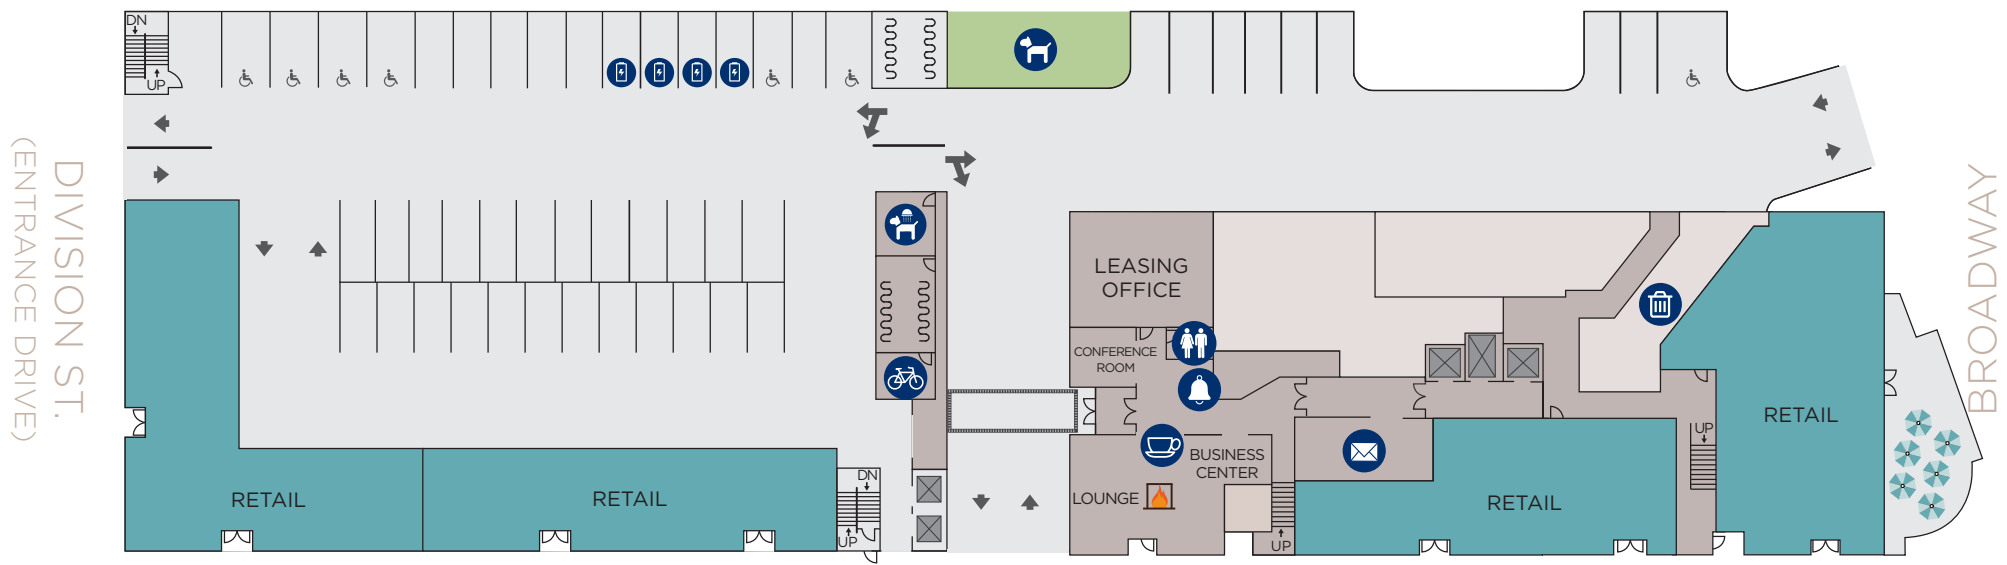 DN
UP
DIVISION ST.
(ENTRANCE DRIVE)
BROADWAY
LEASING
OFFICE
CONFERENCE
ROOM
BUSINESS
CENTER
LOUNGE
UP
UP
RETAIL
RETAIL
RETAIL
RETAIL
DN
UP